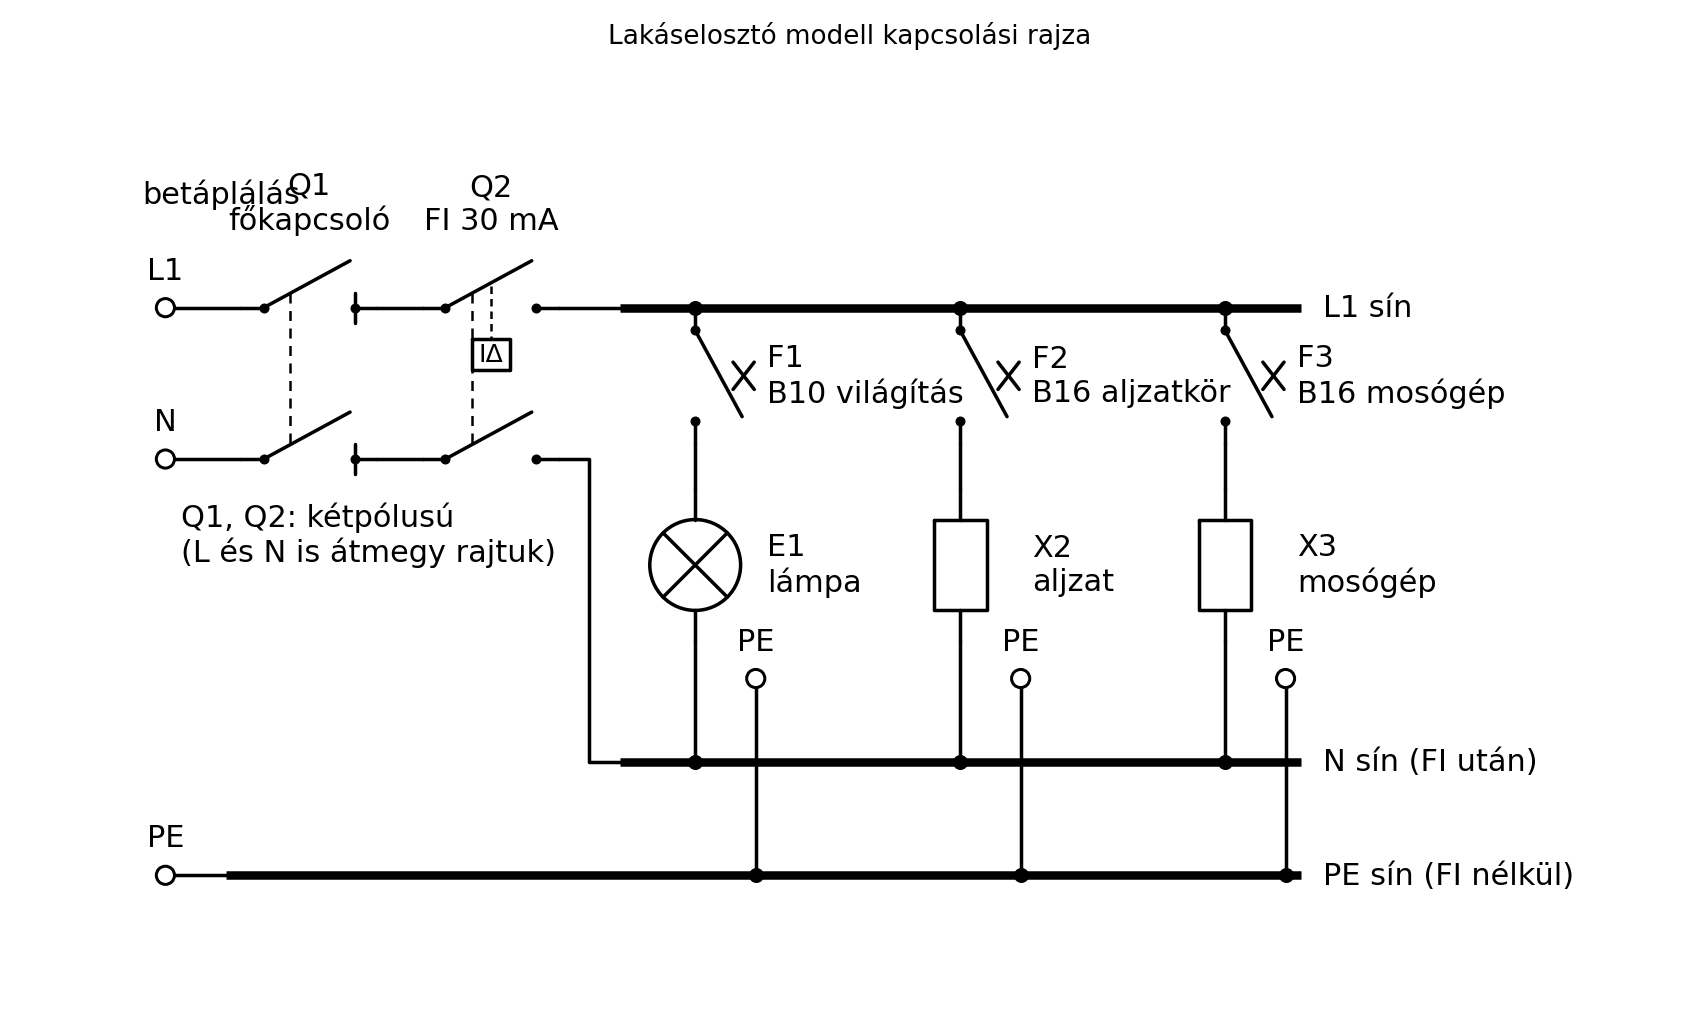 Lakáselosztó modell kapcsolási rajza
betáplálás
Q1
főkapcsoló
Q2
FI 30 mA
L1
L1 sín
IΔ
F1
B10 világítás
F2
B16 aljzatkör
F3
B16 mosógép
N
Q1, Q2: kétpólusú
(L és N is átmegy rajtuk)
E1
lámpa
X2
aljzat
X3
mosógép
PE
PE
PE
N sín (FI után)
PE
PE sín (FI nélkül)